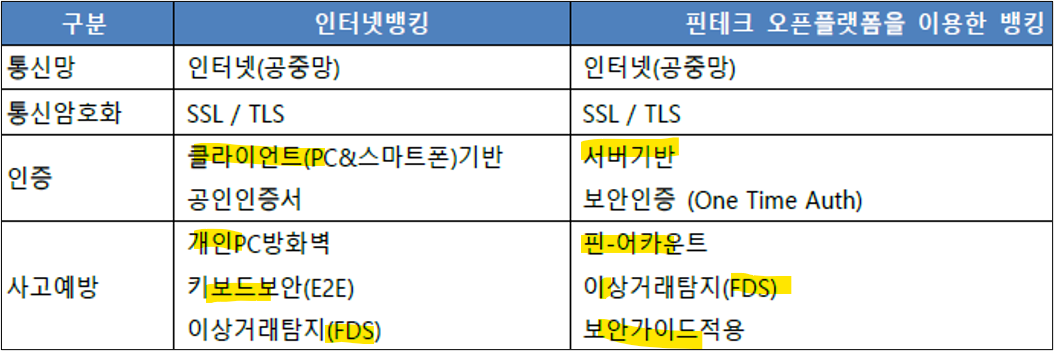 구분 인터넷뱅킹 핀테크 오픈플랫폼을 이용한 뱅킹
통신망 인터넷(공중망) 인터넷(공중망)
통신암호화 SSL / TLS SSL / TLS
인증 클라이언트(PC&스마트폰)기반 서버기반
공인인증서 보안인증 (One Time Auth)
사고예방 개인PC방화벽 핀-어카운트
키보드보안(E2E) 이상거래탐지(FDS)
이상거래탐지(FDS) 보안가이드적용